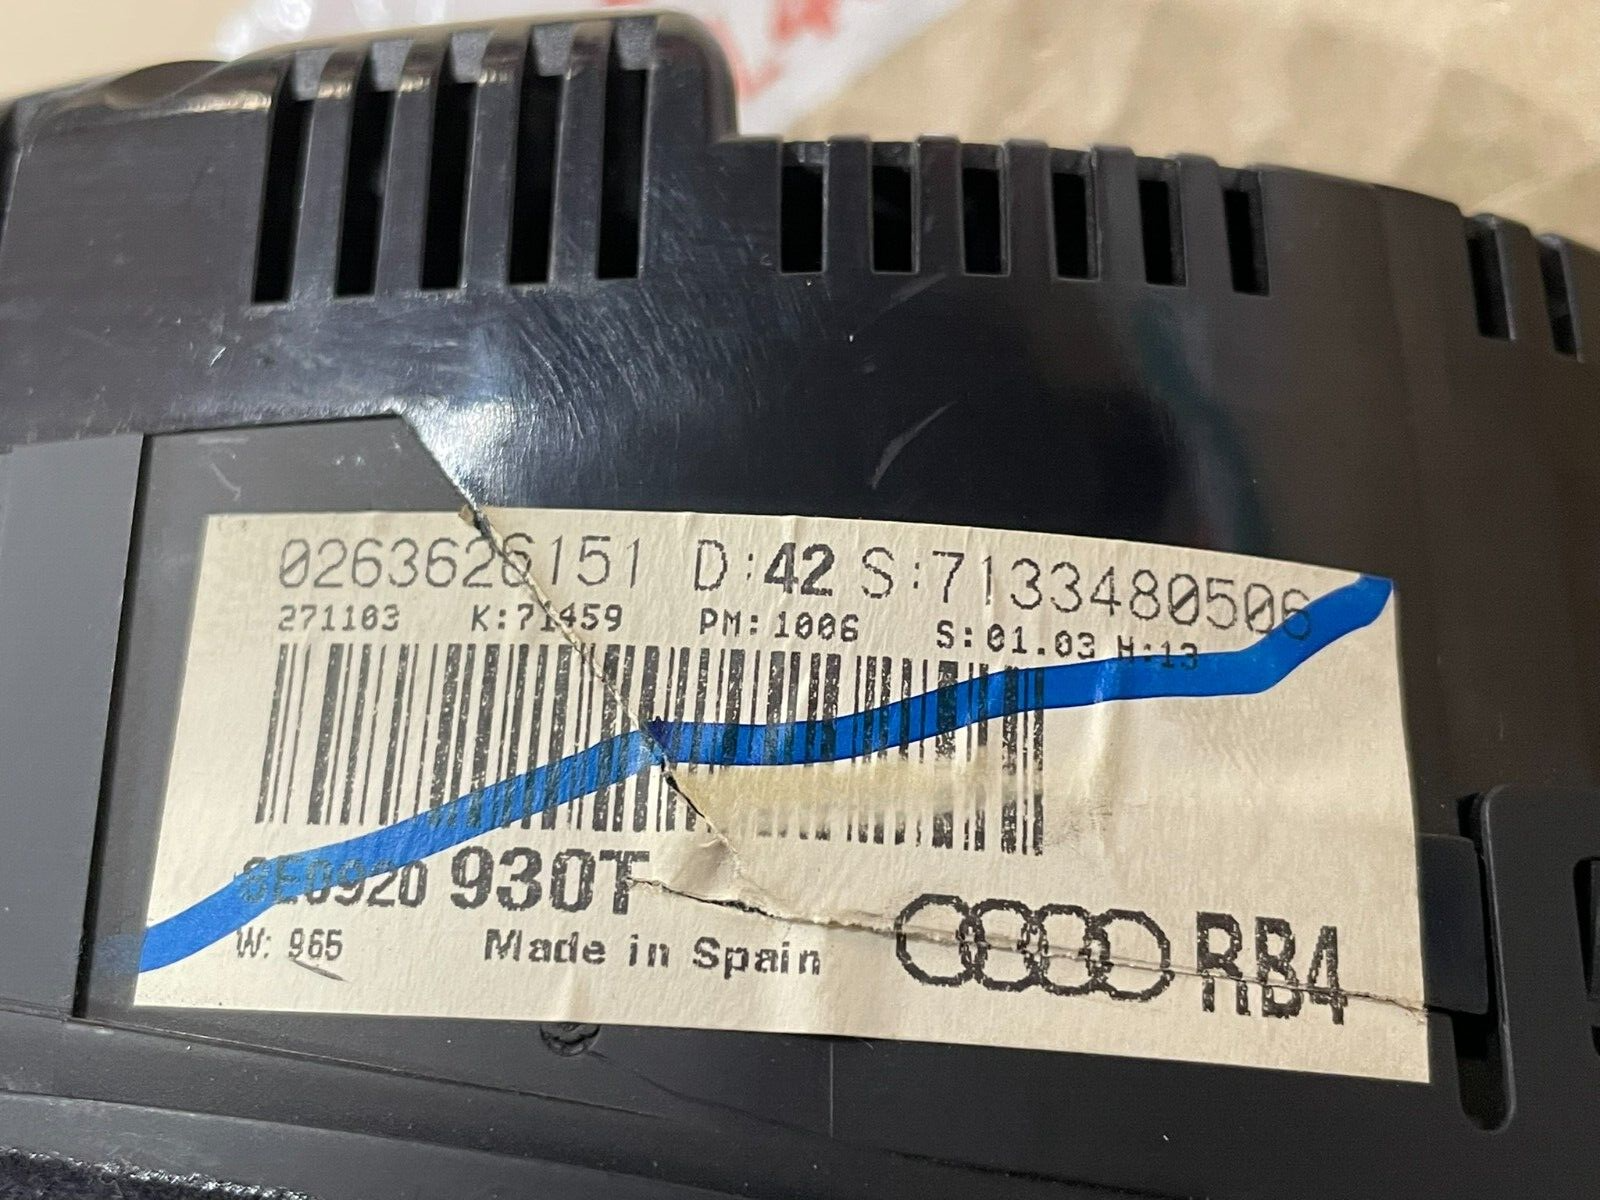 0263626151 D:42 S:7133480506
271103 K:71459 PM:1006 S:01.03 H:13
8E0920 930T
W: 965 Made in Spain RB4